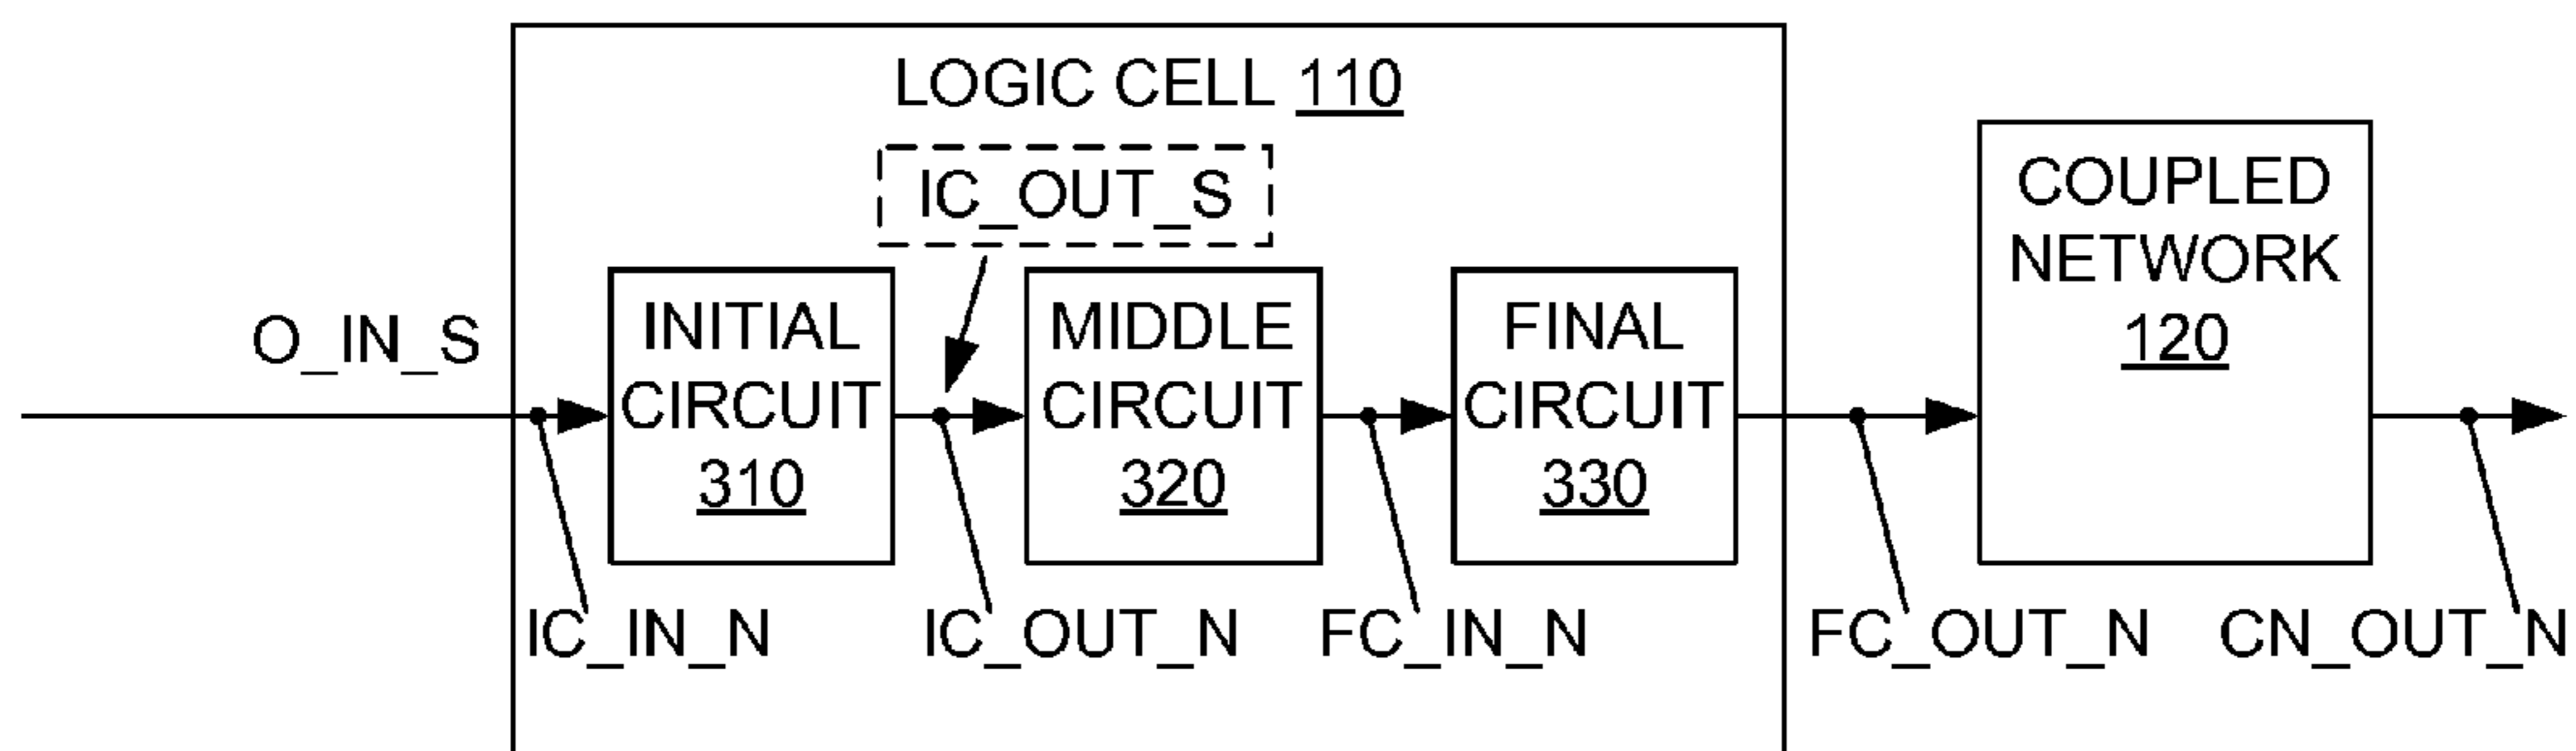 LOGIC CELL 110
IC_OUT_S
O_IN_S
INITIAL
CIRCUIT
310
MIDDLE
CIRCUIT
320
FINAL
CIRCUIT
330
COUPLED
NETWORK
120
IC_IN_N
IC_OUT_N
FC_IN_N
FC_OUT_N
CN_OUT_N